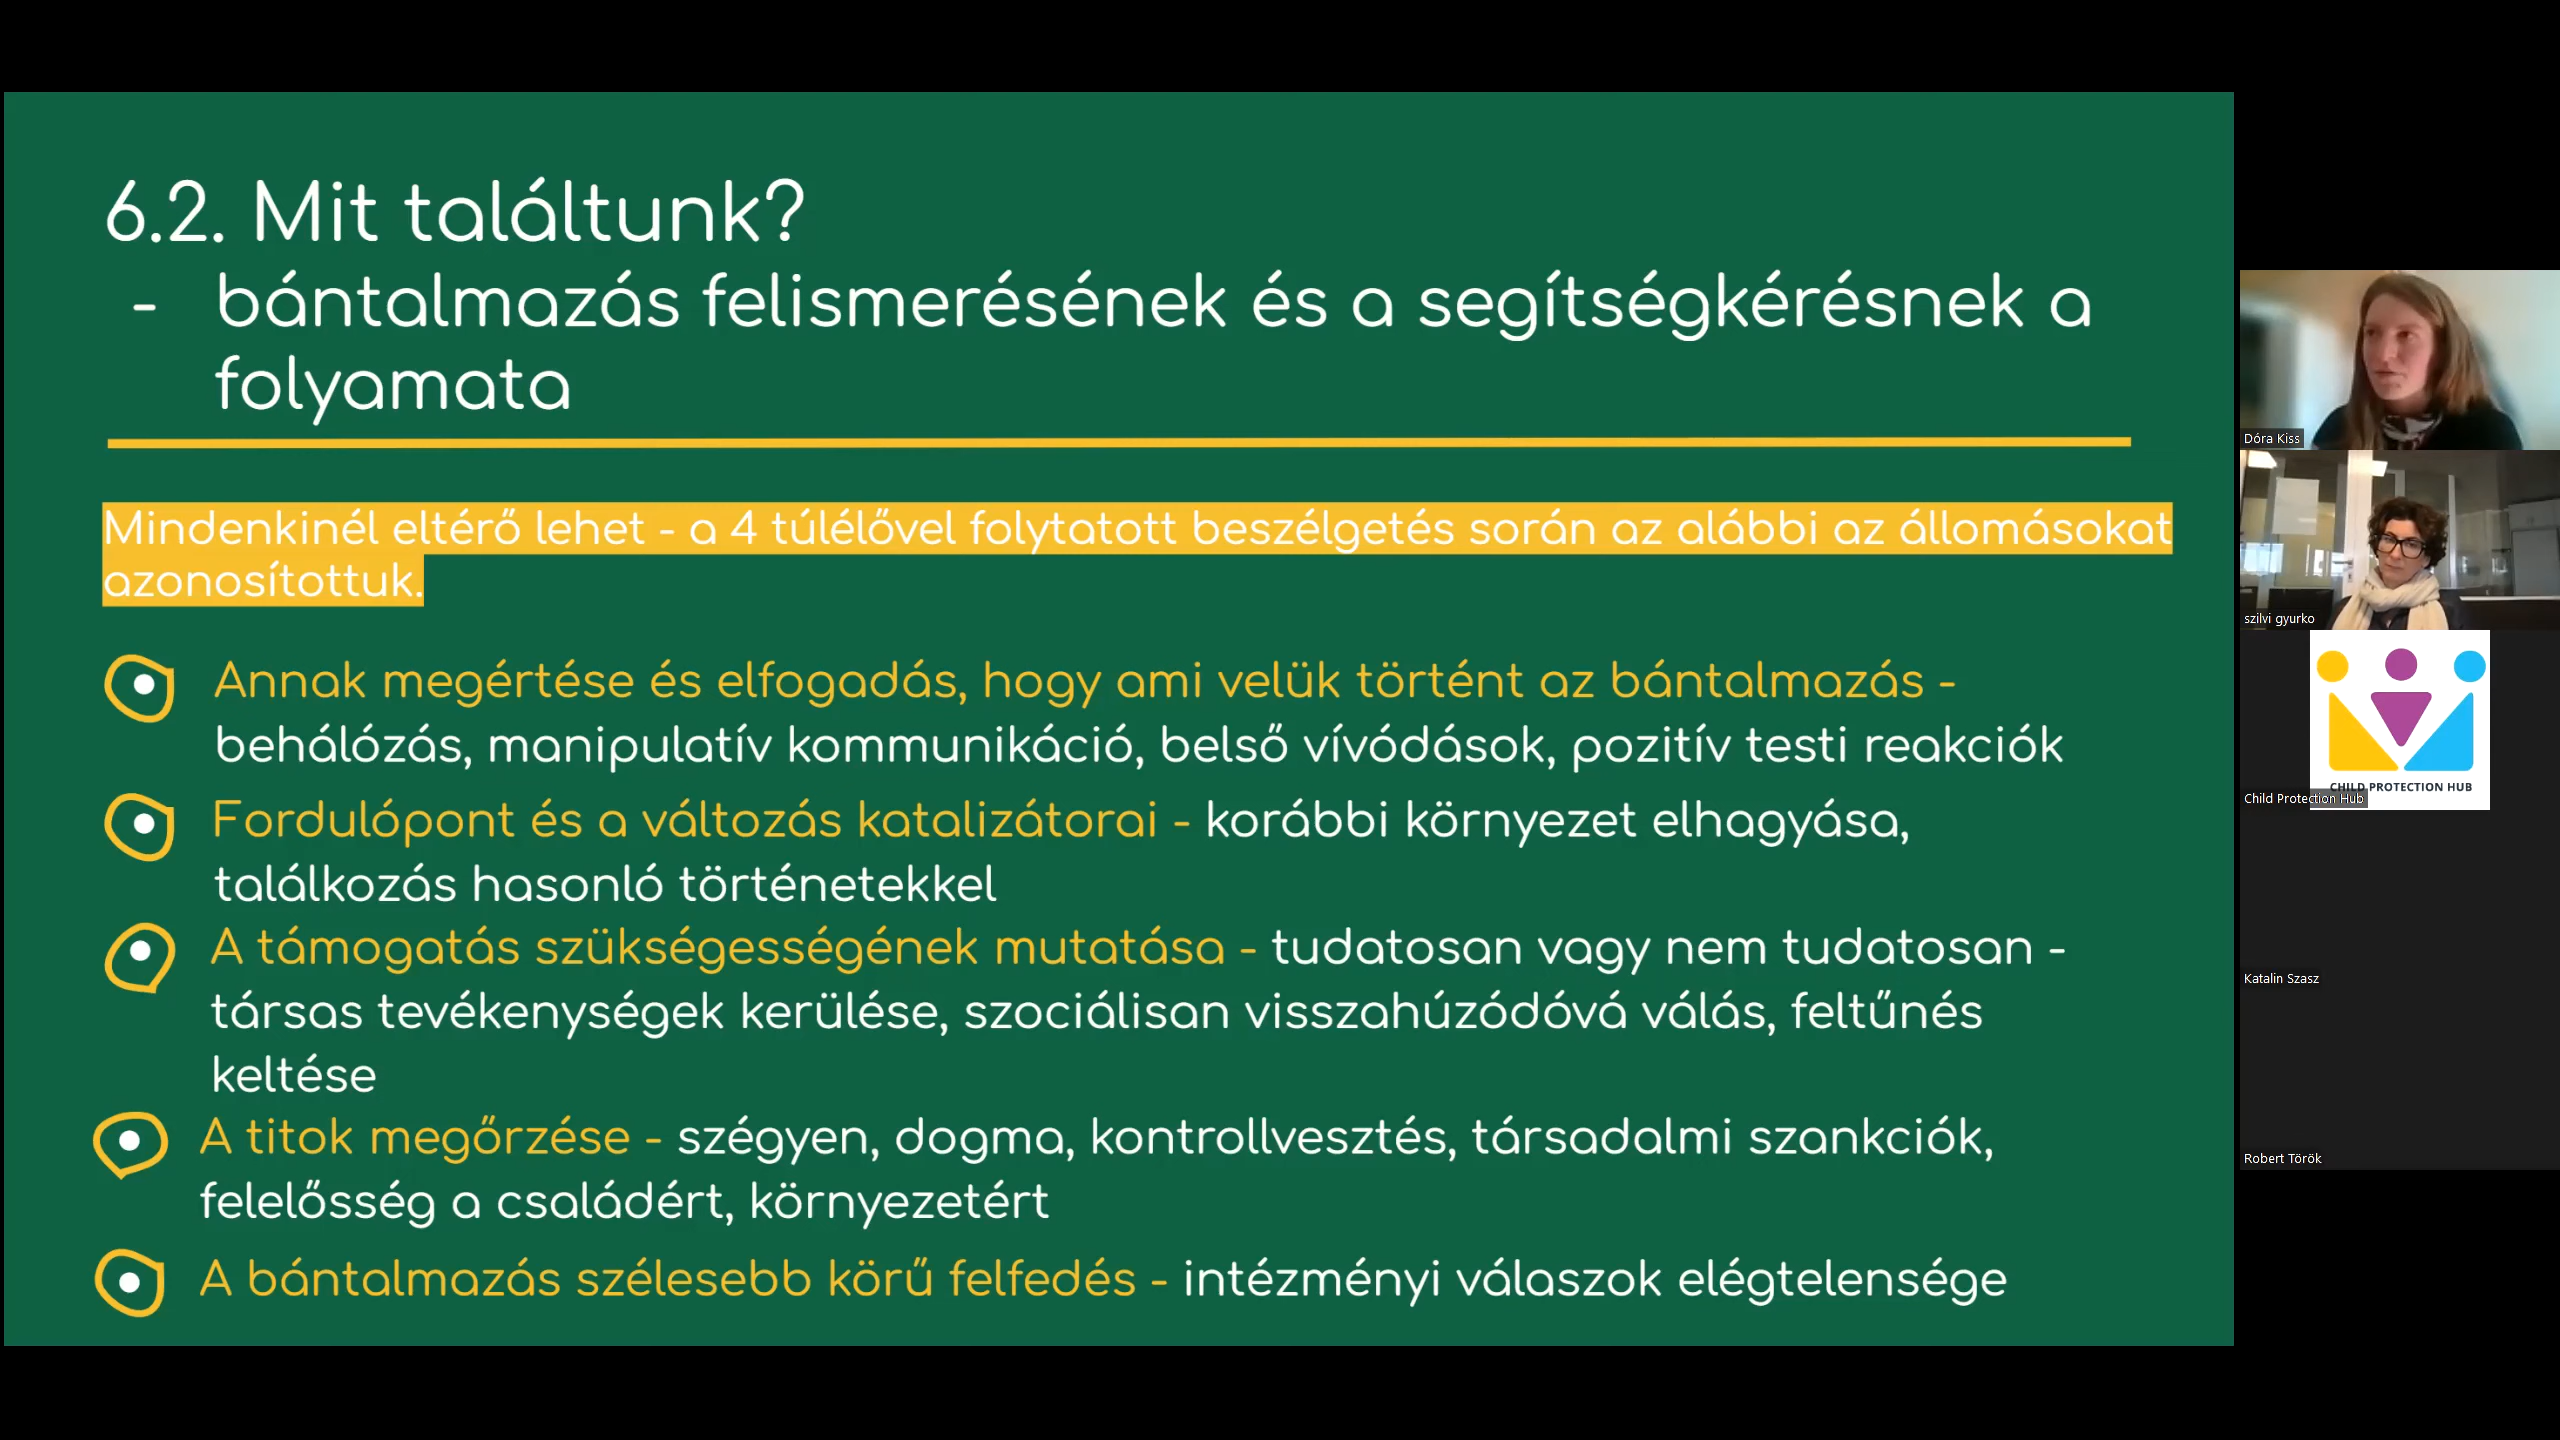 6.2. Mit találtunk?
- bántalmazás felismerésének és a segítségkérésnek a
folyamata
Mindenkinél eltérő lehet - a 4 túlélővel folytatott beszélgetés során az alábbi az állomásokat
azonosítottuk.
Annak megértése és elfogadás, hogy ami velük történt az bántalmazás -
behálózás, manipulatív kommunikáció, belső vívódások, pozitív testi reakciók
Fordulópont és a változás katalizátorai - korábbi környezet elhagyása,
találkozás hasonló történetekkel
A támogatás szükségességének mutatása - tudatosan vagy nem tudatosan -
társas tevékenységek kerülése, szociálisan visszahúzódóvá válás, feltűnés
keltése
A titok megőrzése - szégyen, dogma, kontrollvesztés, társadalmi szankciók,
felelősség a családért, környezetért
A bántalmazás szélesebb körű felfedés - intézményi válaszok elégtelensége
Dóra Kiss
szilvi gyurko
CHILD PROTECTION HUB
Child Protection Hub
Katalin Szasz
Robert Török